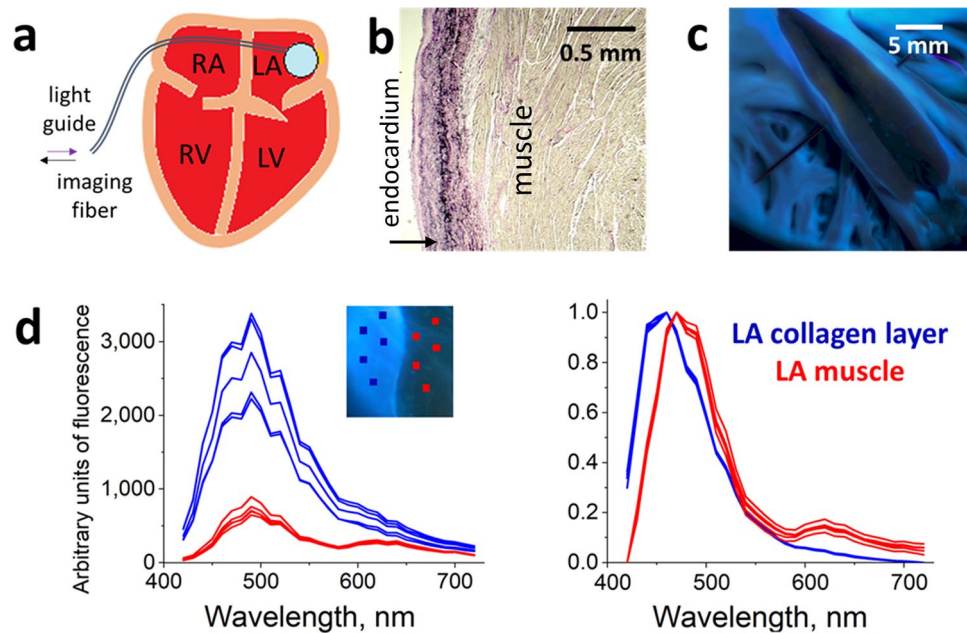 a
RA
LA
RV
LV
light
guide
imaging
fiber
b
0.5 mm
endocardium
muscle
c
5 mm
d
Arbitrary units of fluorescence
3,000
2,000
1,000
0
400
500
600
700
Wavelength, nm
1.0
0.8
0.6
0.4
0.2
0.0
400
500
600
700
Wavelength, nm
LA collagen layer
LA muscle